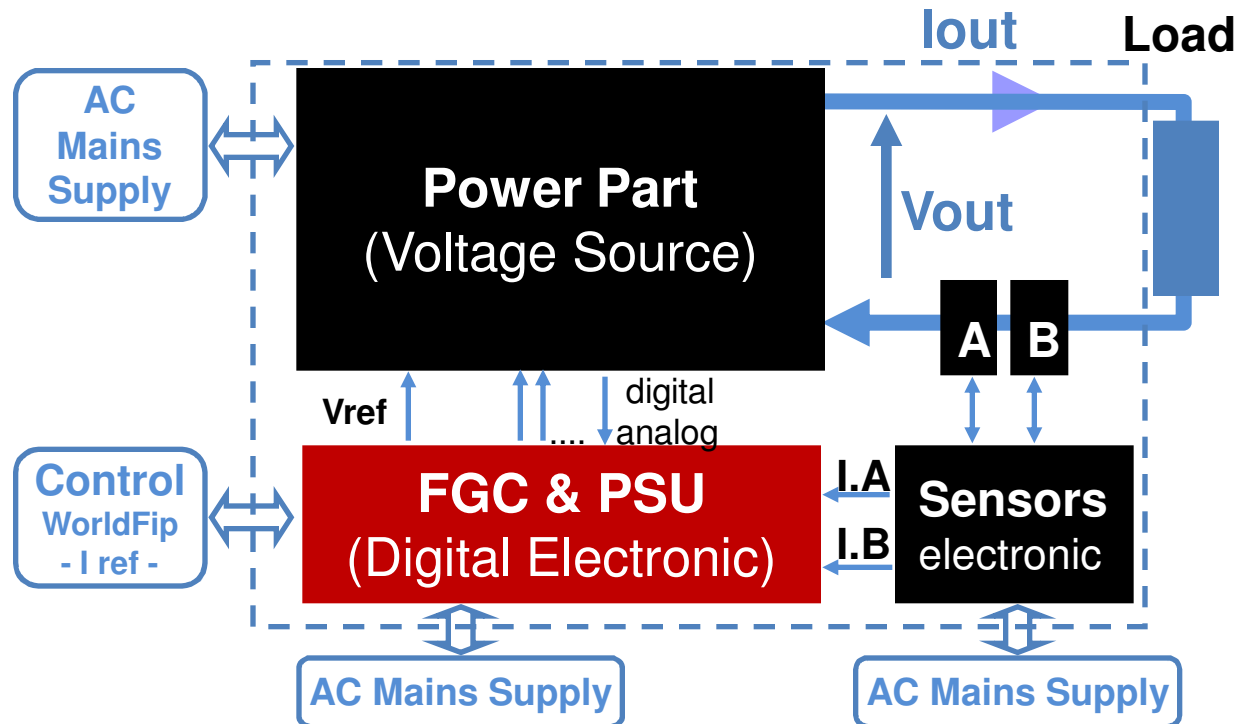 Iout
Load
AC
Mains
Supply
Power Part
(Voltage Source)
Vout
A
B
Vref
digital
....
analog
Control
WorldFip
- I ref -
FGC & PSU
(Digital Electronic)
I.A
I.B
Sensors
electronic
AC Mains Supply
AC Mains Supply